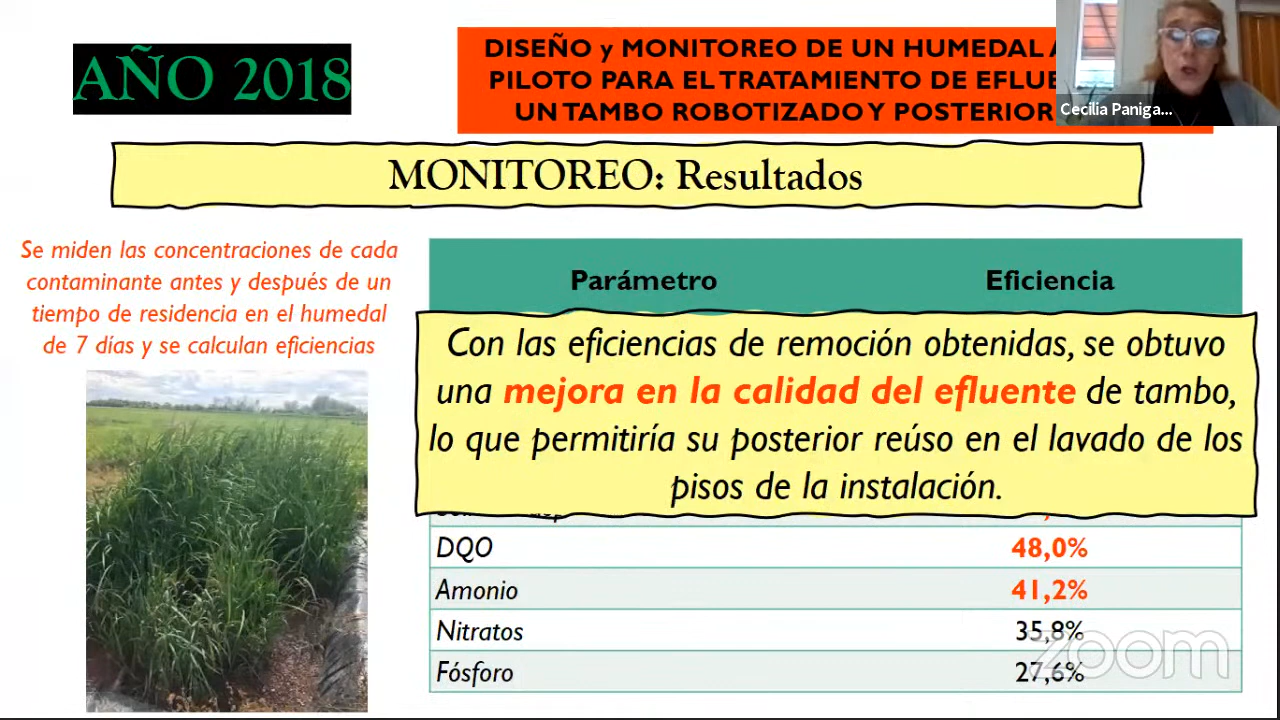 AÑO 2018
DISEÑO y MONITOREO DE UN HUMEDAL
PILOTO PARA EL TRATAMIENTO DE
UN TAMBO ROBOTIZADO Y POSTERIOR
Cecilia Paniga...
MONITOREO: Resultados
Se miden las concentraciones de cada
contaminante antes y después de un
tiempo de residencia en el humedal
de 7 días y se calculan eficiencias
Parámetro Eficiencia
Con las eficiencias de remoción obtenidas, se obtuvo
una mejora en la calidad del efluente de tambo,
lo que permitiría su posterior reúso en el lavado de los
pisos de la instalación.
DQO 48,0%
Amonio 41,2%
Nitratos 35,8%
Fósforo 27,6%
zoom